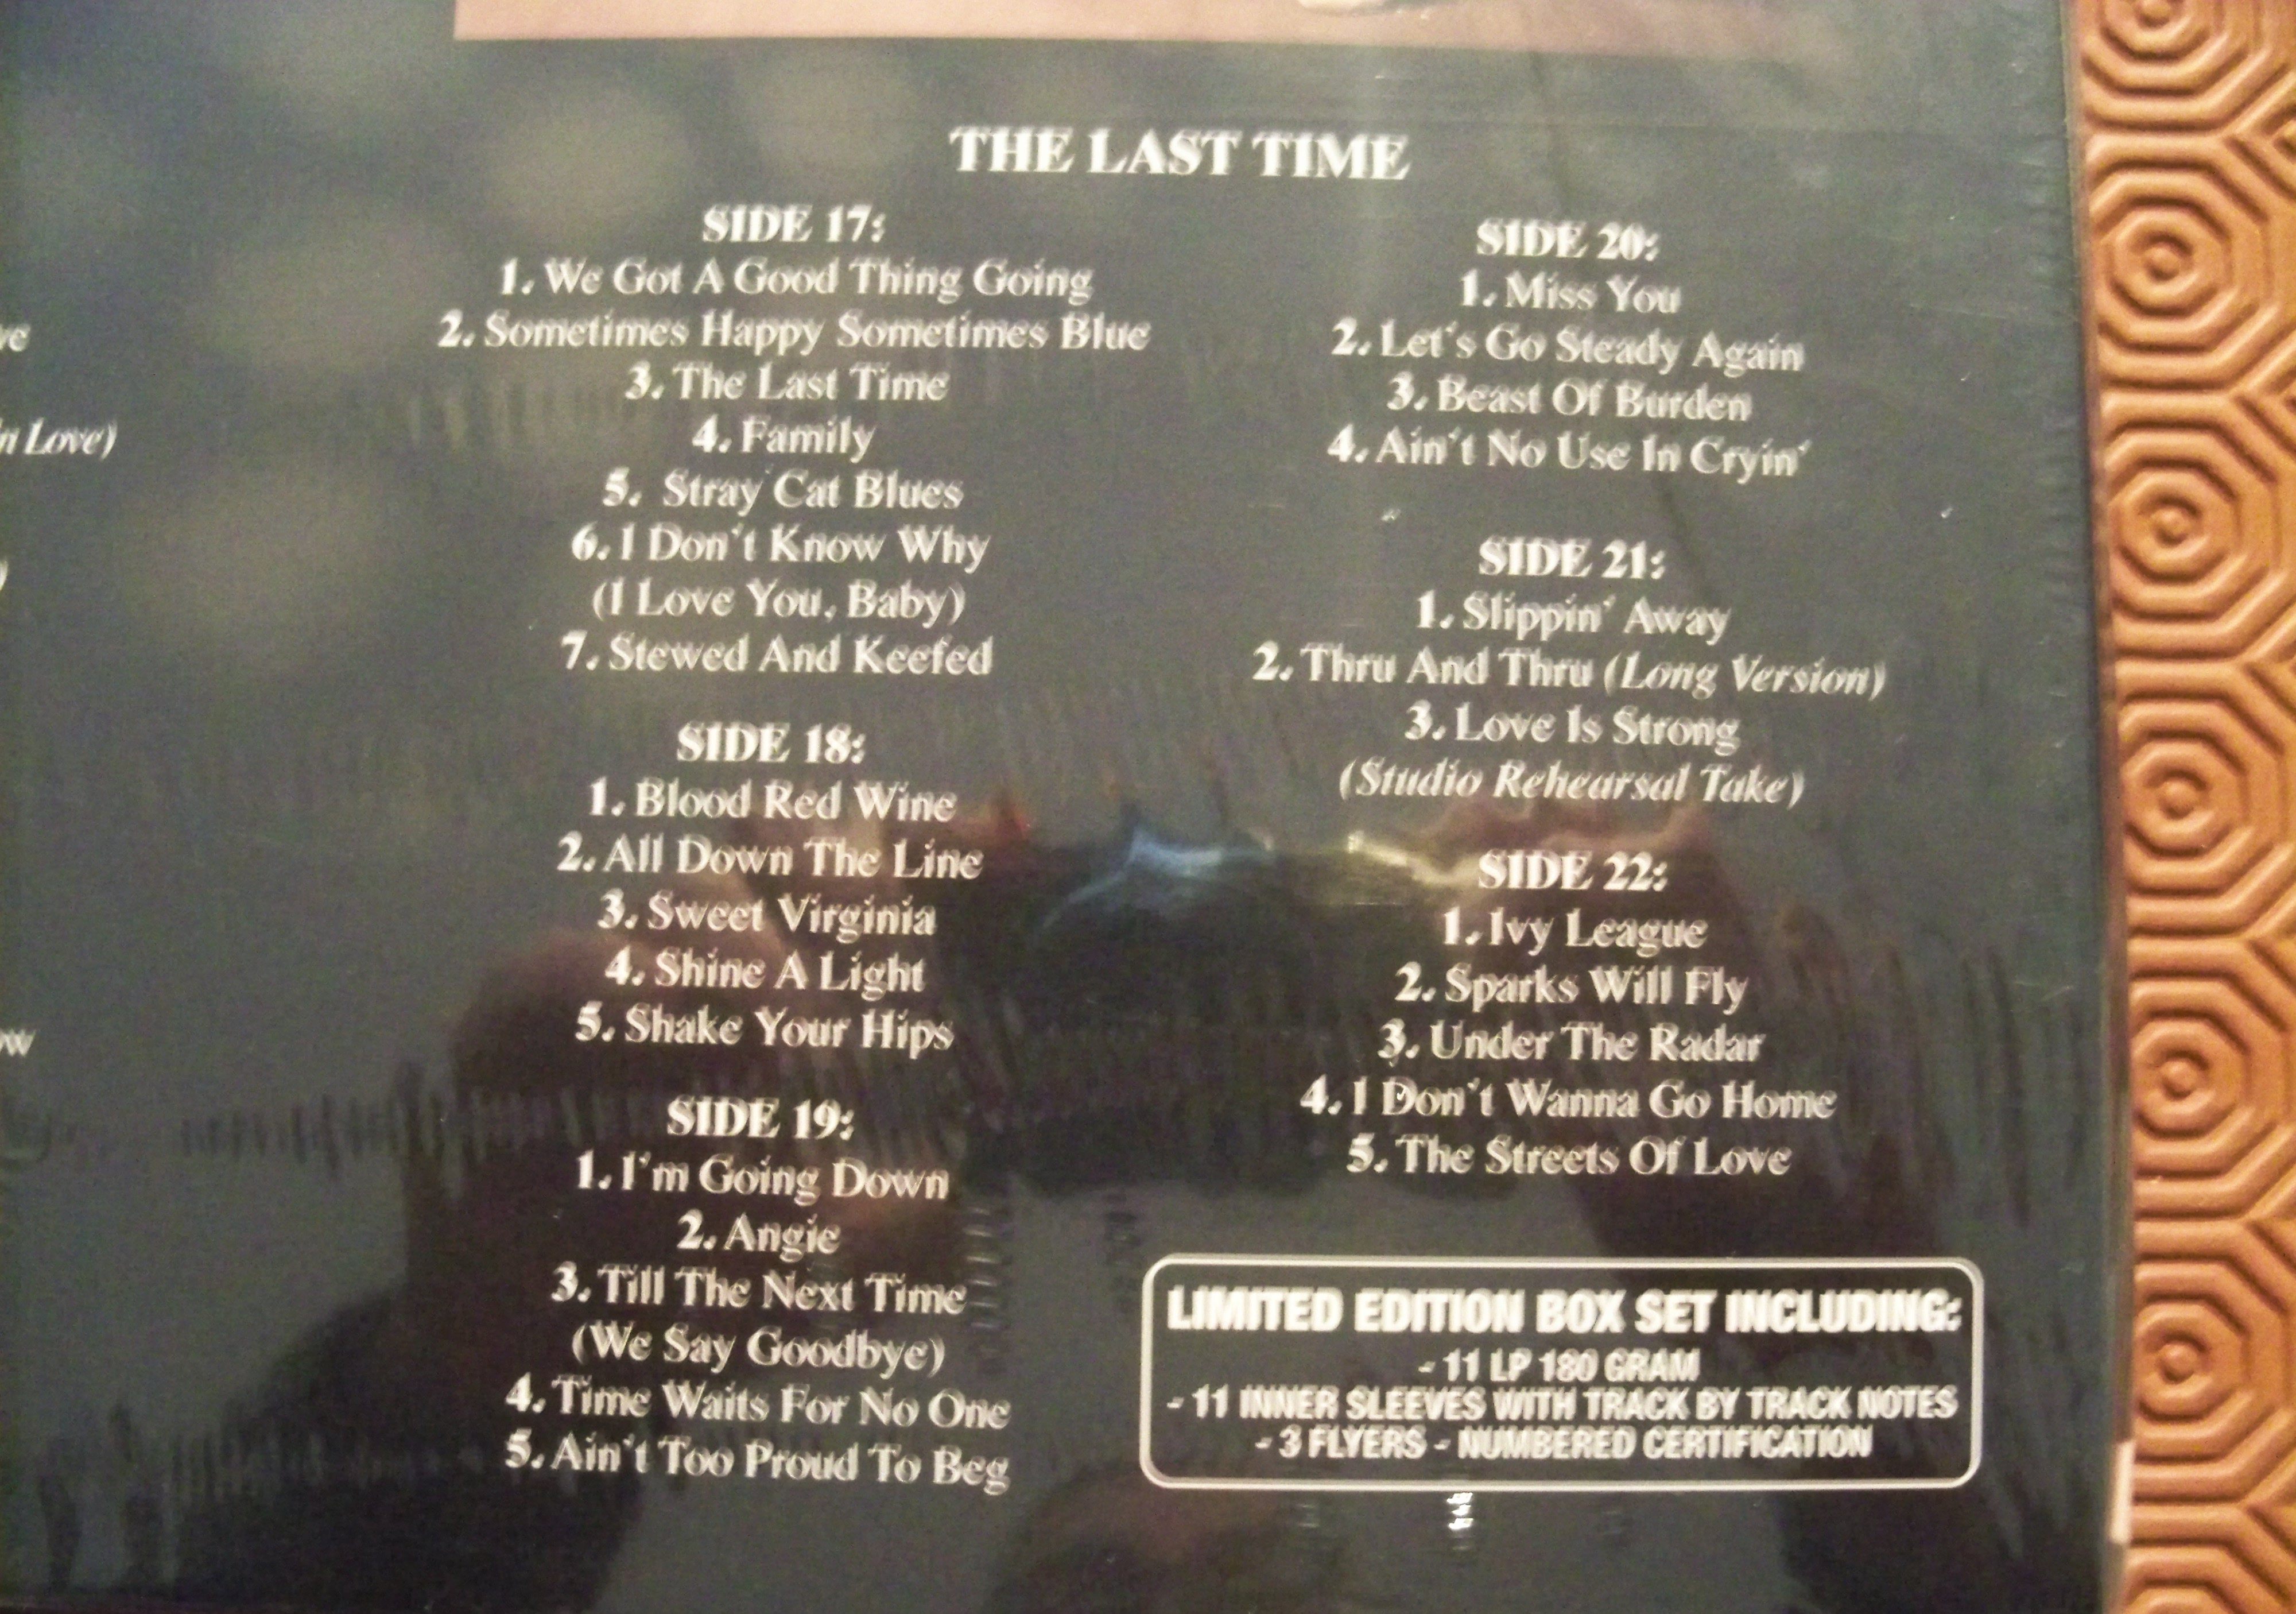 THE LAST TIME
SIDE 17:
1. We Got A Good Thing Going
2. Sometimes Happy Sometimes Blue
3. The Last Time
4. Family
5. Stray Cat Blues
6. I Don't Know Why
(I Love You, Baby)
7. Stewed And Keefed
SIDE 18:
1. Blood Red Wine
2. All Down The Line
3. Sweet Virginia
4. Shine A Light
5. Shake Your Hips
SIDE 19:
1. I'm Going Down
2. Angie
3. Till The Next Time
(We Say Goodbye)
4. Time Waits For No One
5. Ain't Too Proud To Beg
SIDE 20:
1. Miss You
2. Let's Go Steady Again
3. Beast Of Burden
4. Ain't No Use In Cryin'
SIDE 21:
1. Slippin' Away
2. Thru And Thru (Long Version)
3. Love Is Strong
(Studio Rehearsal Take)
SIDE 22:
1. Ivy League
2. Sparks Will Fly
3. Under The Radar
4. I Don't Wanna Go Home
5. The Streets Of Love
LIMITED EDITION BOX SET INCLUDING:
- 11 LP 180 GRAM
- 11 INNER SLEEVES WITH TRACK BY TRACK NOTES
- 3 FLYERS - NUMBERED CERTIFICATION
Love)